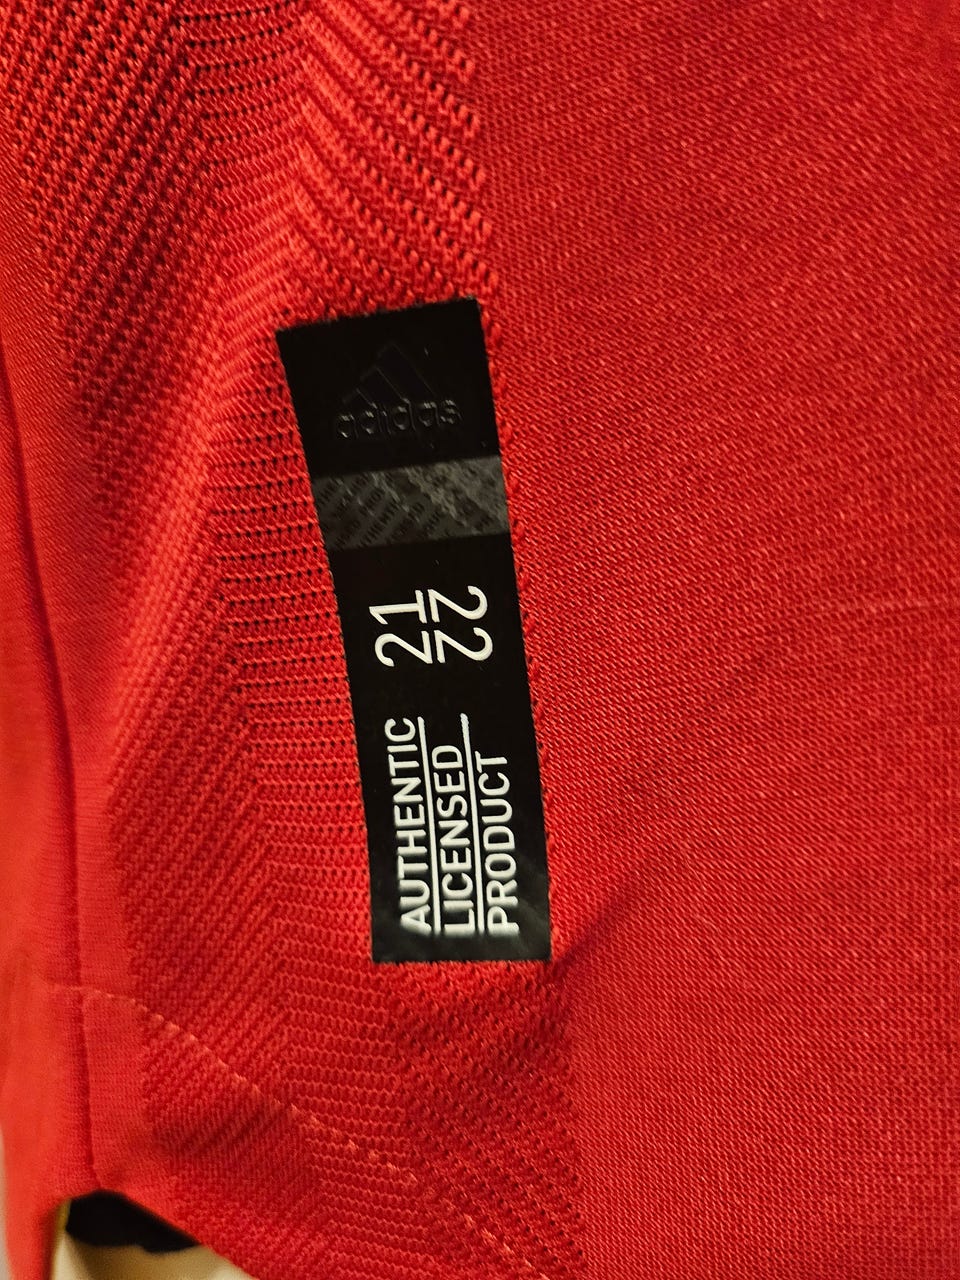 adidas
21
22
AUTHENTIC
LICENSED
PRODUCT